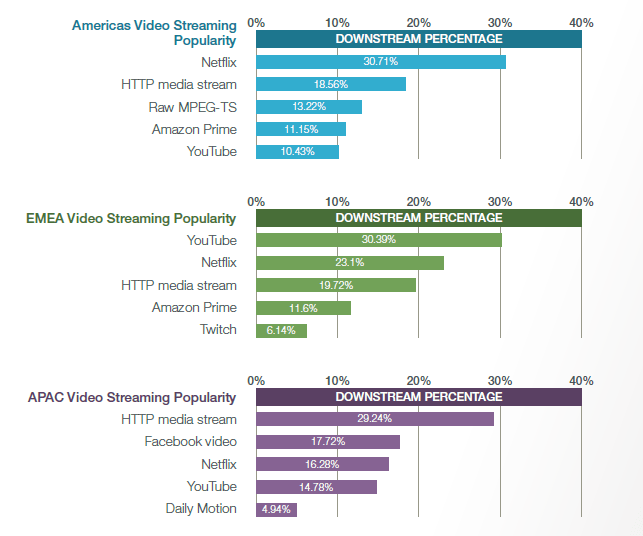 Americas Video Streaming
Popularity
0% 10% 20% 30% 40%
DOWNSTREAM PERCENTAGE
Netflix 30.71%
HTTP media stream 18.56%
Raw MPEG-TS 13.22%
Amazon Prime 11.15%
YouTube 10.43%
0% 10% 20% 30% 40%
EMEA Video Streaming Popularity DOWNSTREAM PERCENTAGE
YouTube 30.39%
Netflix 23.1%
HTTP media stream 19.72%
Amazon Prime 11.6%
Twitch 6.14%
0% 10% 20% 30% 40%
APAC Video Streaming Popularity DOWNSTREAM PERCENTAGE
HTTP media stream 29.24%
Facebook video 17.72%
Netflix 16.28%
YouTube 14.78%
Daily Motion 4.94%